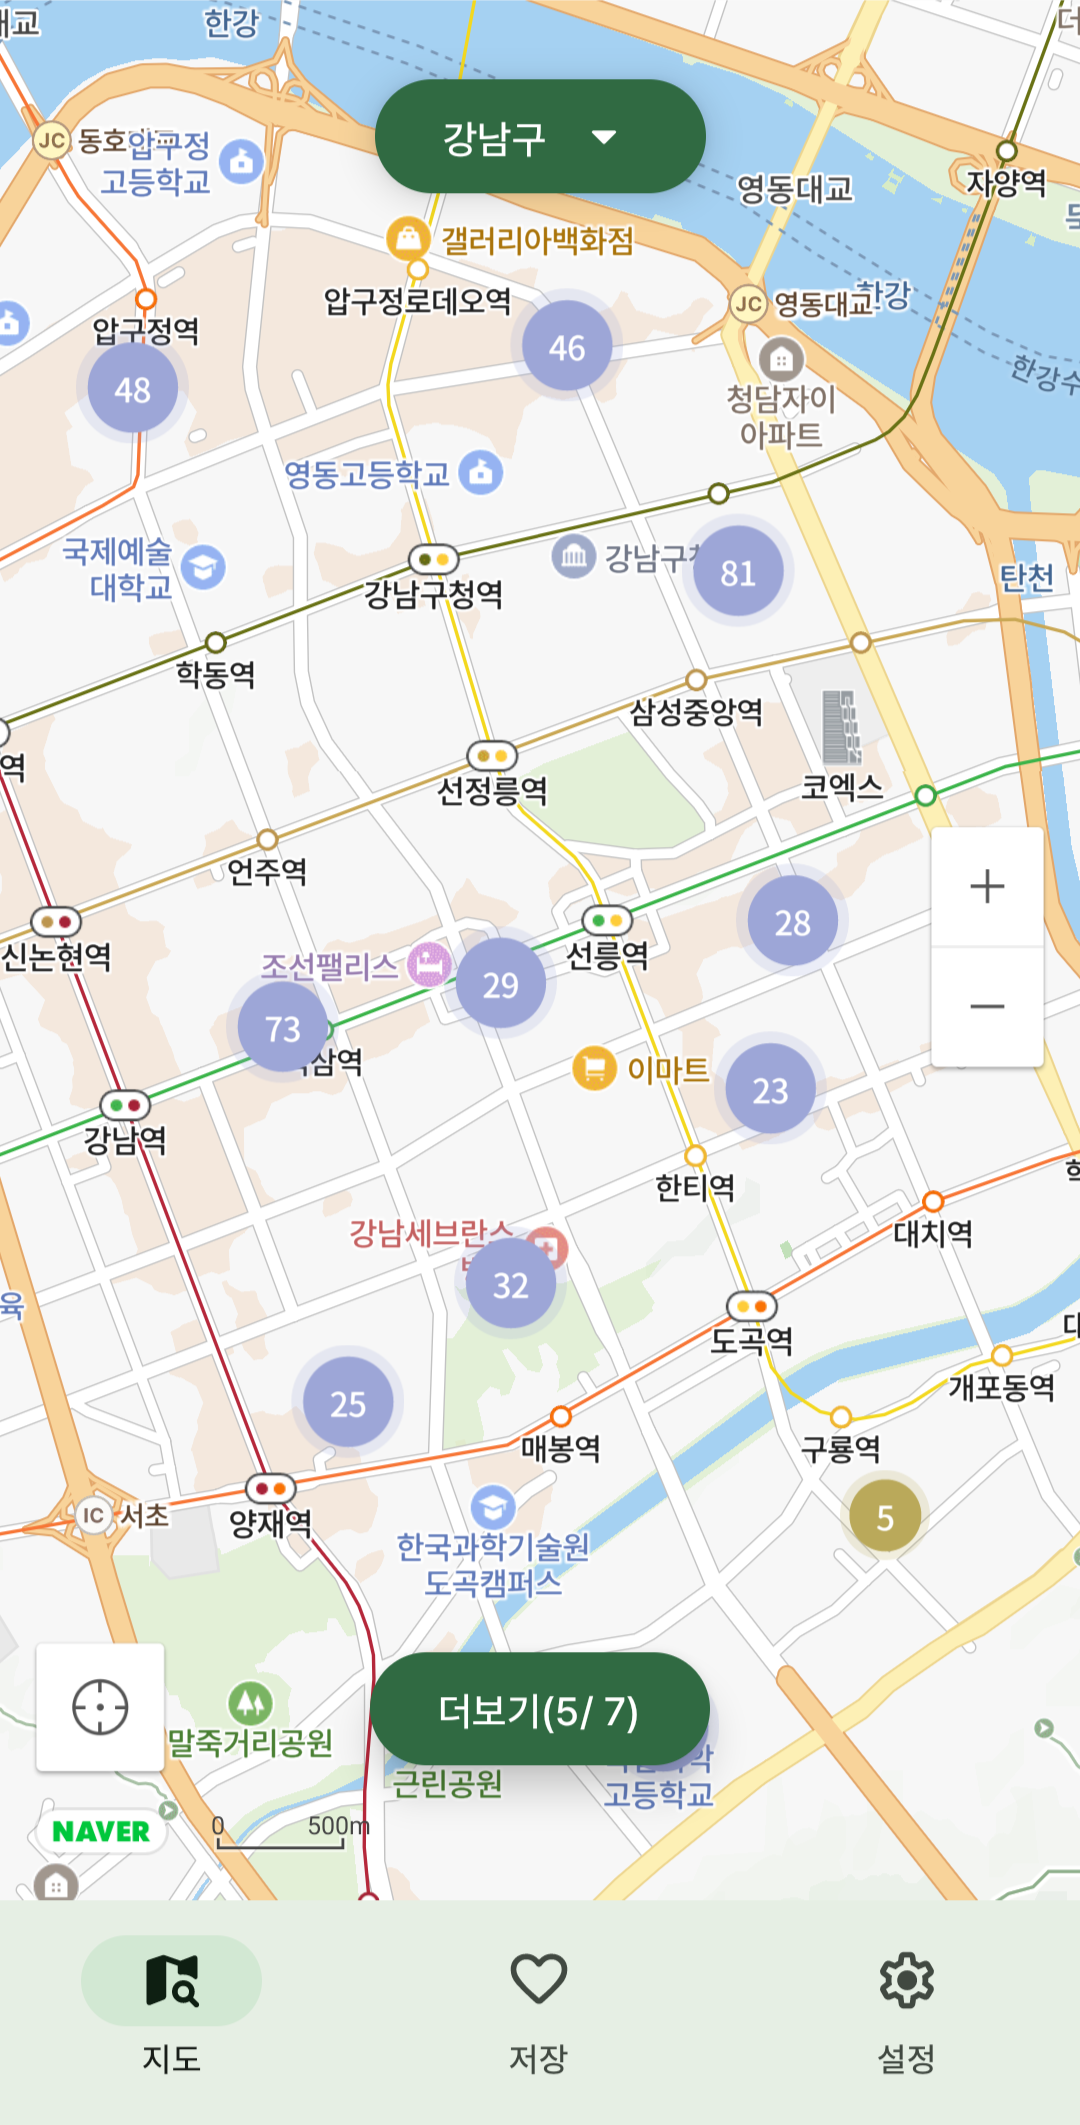 한강
강남구
JC
압구정
고등학교
영동대교
자양역
갤러리아백화점
압구정로데오역
JC 영동대교
한강
압구정역
46
48
청담자이
아파트
영동고등학교
국제예술
대학교
81
탄천
강남구청역
학동역
삼성중앙역
역
선정릉역
코엑스
언주역
+
신논현역
선릉역
28
조선팰리스
29
73
−
이마트
23
강남역
한티역
대치역
강남세브란스
32
도곡역
개포동역
25
매봉역
구룡역
5
IC 서초
양재역
한국과학기술원
도곡캠퍼스
더보기(5/ 7)
말죽거리공원
근린공원
고등학교
NAVER
0 500m
지도
저장
설정